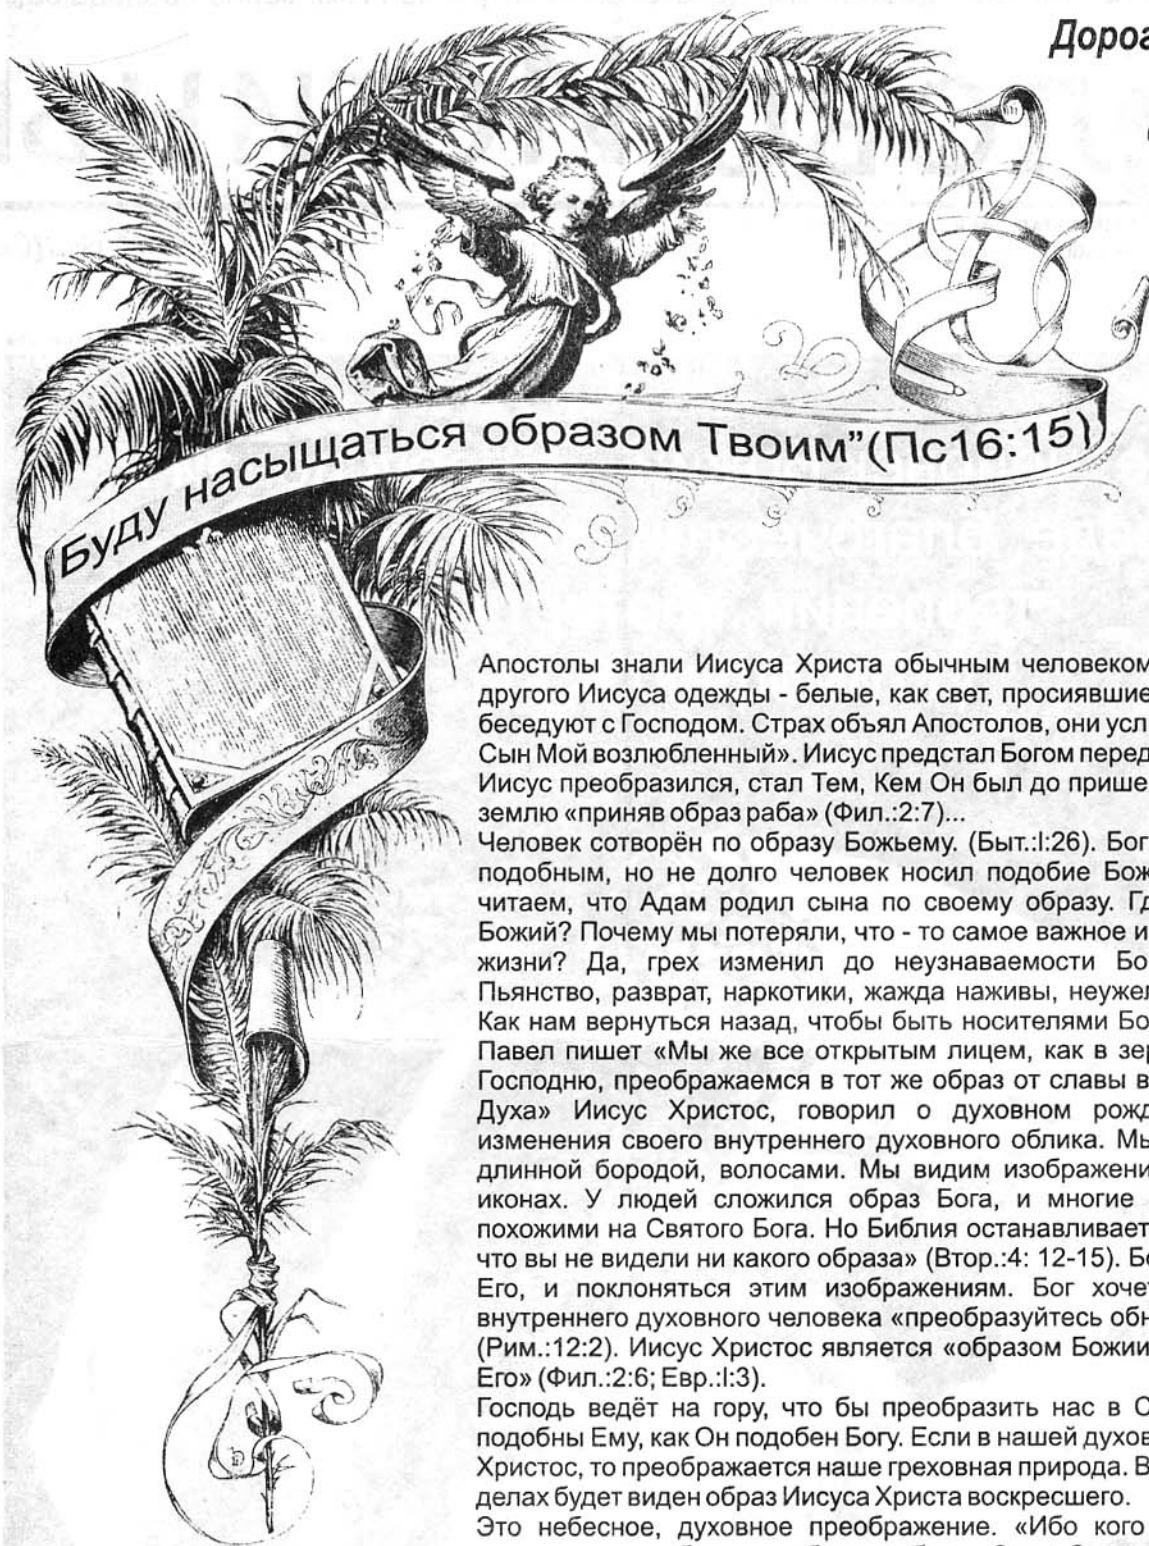 Дорог
Буду насыщаться образом Твоим”(Пс16:15)
Апостолы знали Иисуса Христа обычным человеком
другого Иисуса одежды - белые, как свет, просиявшие
беседуют с Господом. Страх объял Апостолов, они усл
Сын Мой возлюбленный». Иисус предстал Богом перед
Иисус преобразился, стал Тем, Кем Он был до прише
землю «приняв образ раба» (Фил.:2:7)...
Человек сотворён по образу Божьему. (Быт.:I:26). Бог
подобным, но не долго человек носил подобие Бож
читаем, что Адам родил сына по своему образу. Гд
Божий? Почему мы потеряли, что - то самое важное и
жизни? Да, грех изменил до неузнаваемости Бо
Пьянство, разврат, наркотики, жажда наживы, неужел
Как нам вернуться назад, чтобы быть носителями Бо
Павел пишет «Мы же все открытым лицем, как в зер
Господню, преображаемся в тот же образ от славы в
Духа» Иисус Христос, говорил о духовном рожд
изменения своего внутреннего духовного облика. Мы
длинной бородой, волосами. Мы видим изображени
иконах. У людей сложился образ Бога, и многие
похожими на Святого Бога. Но Библия останавливает
что вы не видели ни какого образа» (Втор.:4: 12-15). Бо
Его, и поклоняться этим изображениям. Бог хоче
внутреннего духовного человека «преобразуйтесь обн
(Рим.:12:2). Иисус Христос является «образом Божии
Его» (Фил.:2:6; Евр.:I:3).
Господь ведёт на гору, что бы преобразить нас в С
подобны Ему, как Он подобен Богу. Если в нашей духов
Христос, то преображается наше греховная природа. В
делах будет виден образ Иисуса Христа воскресшего.
Это небесное, духовное преображение. «Ибо кого